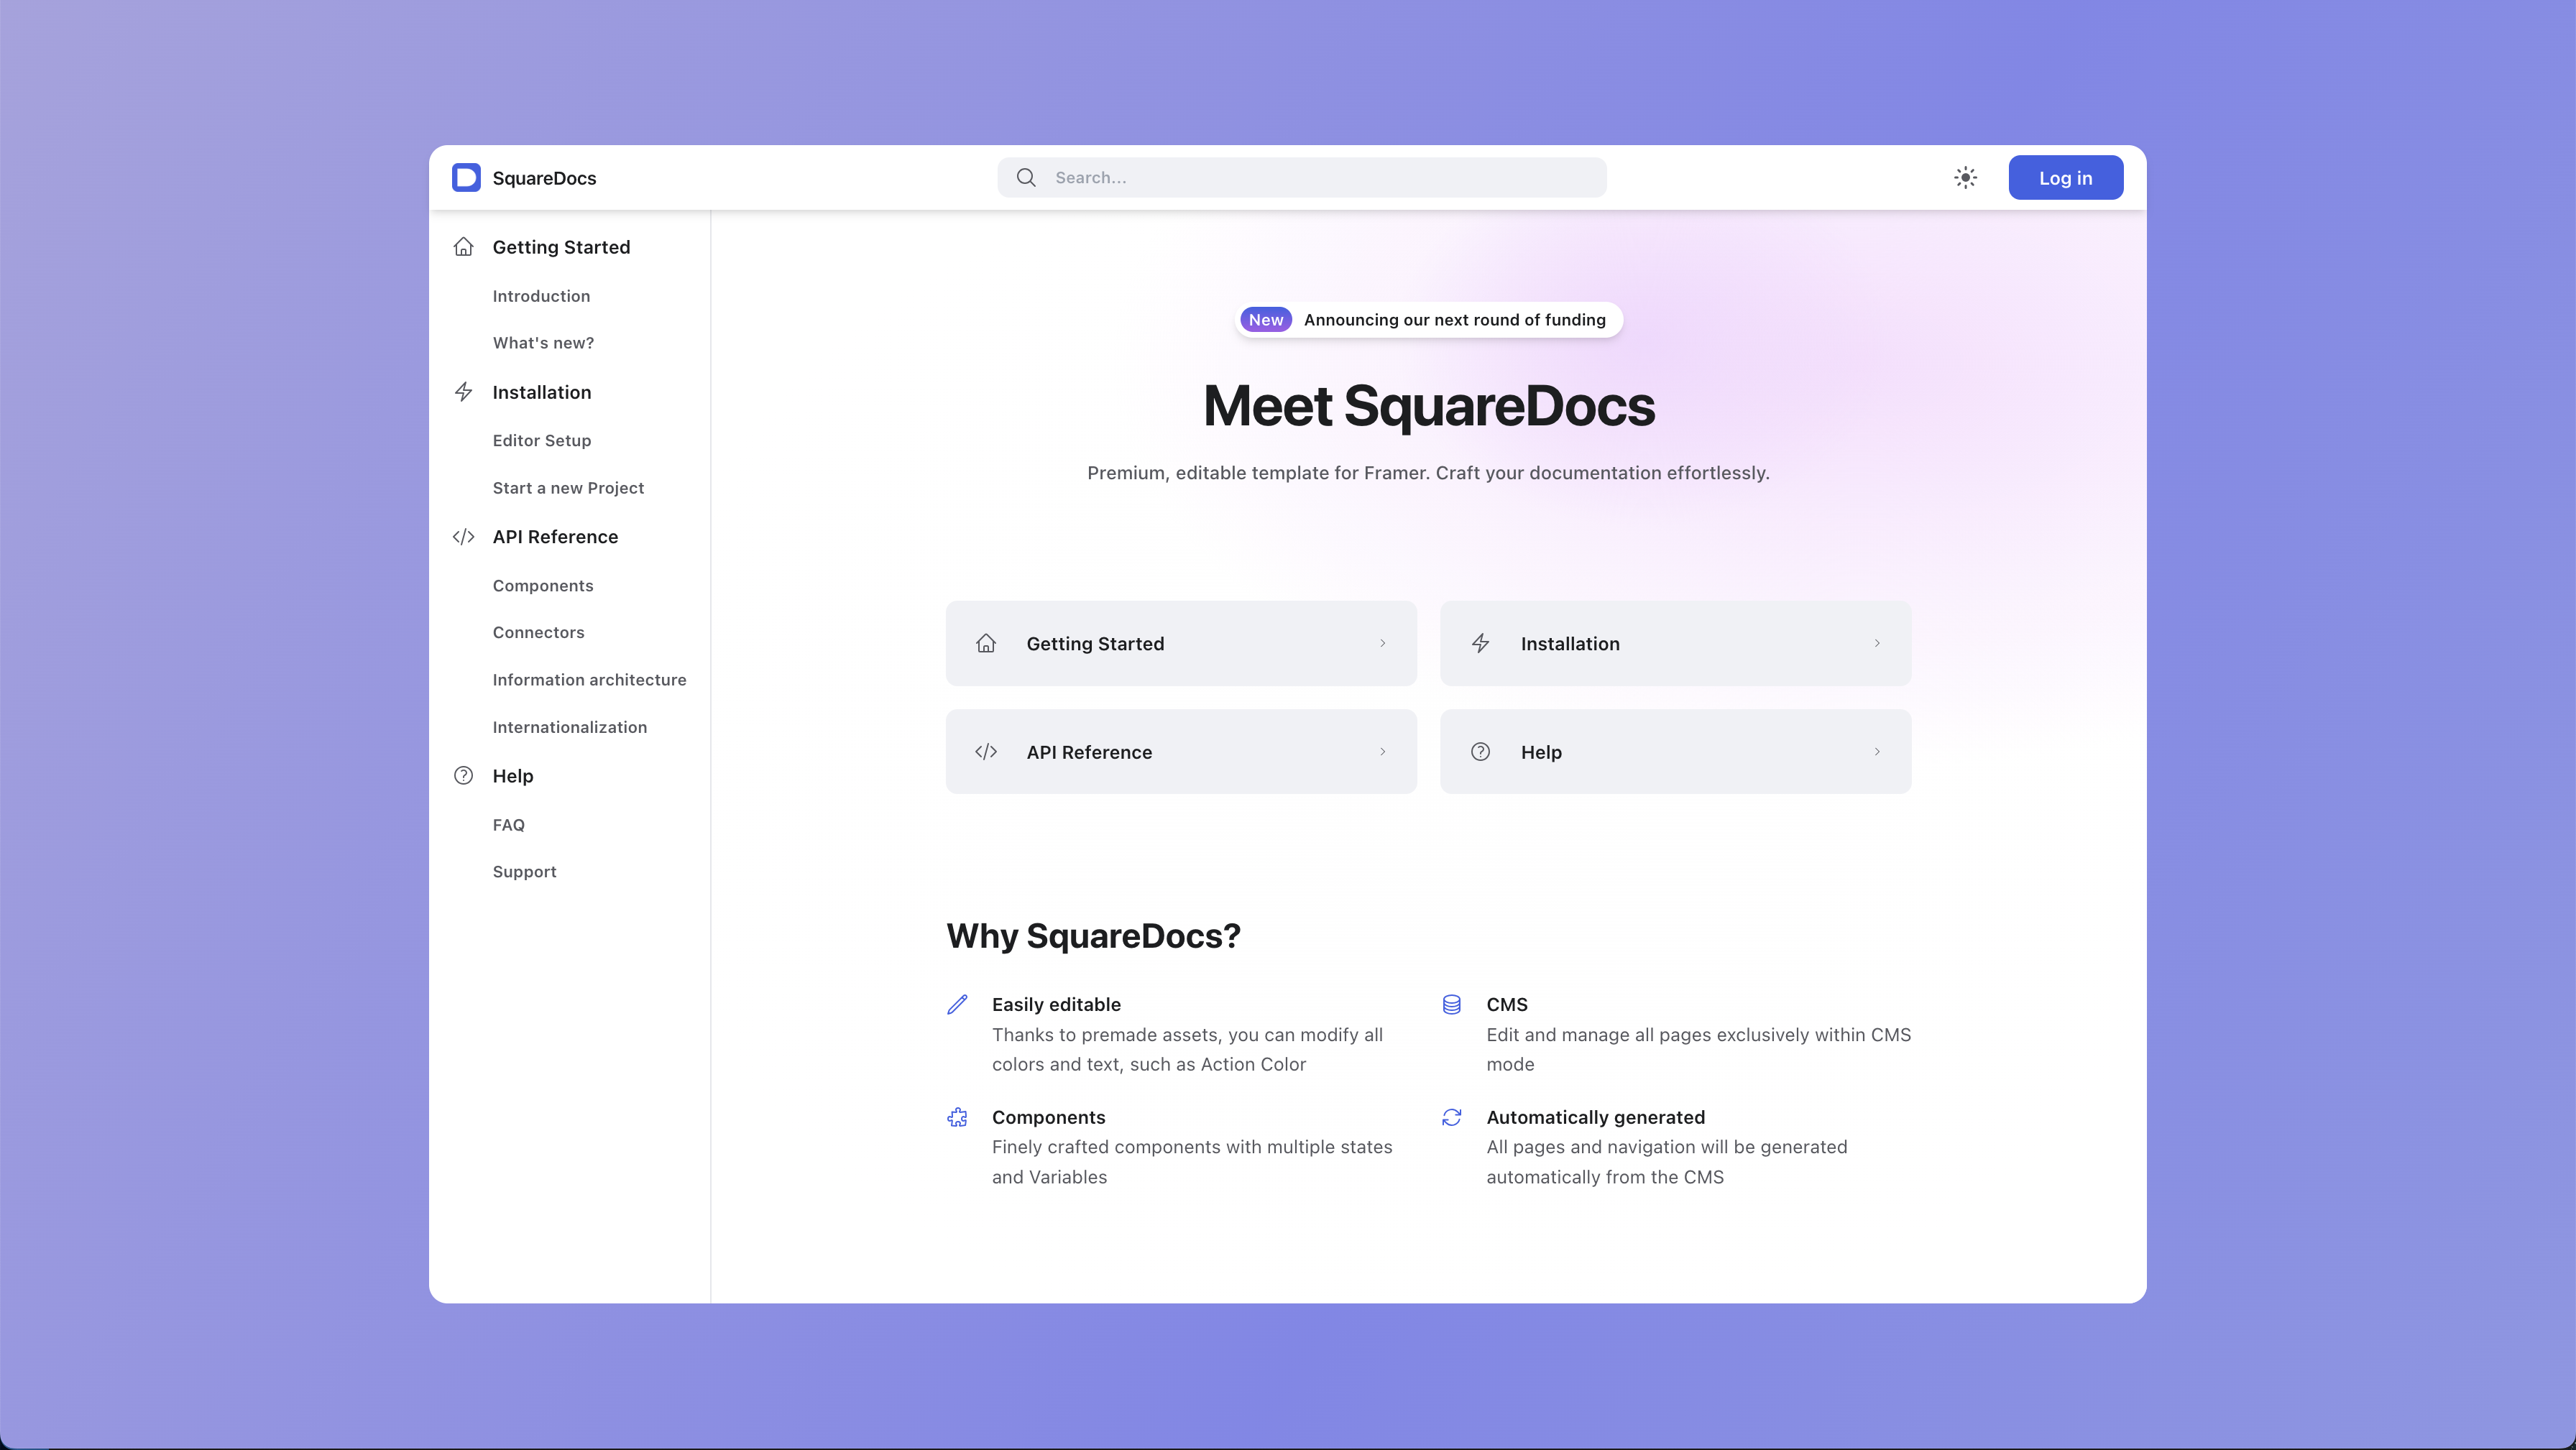 SquareDocs
Search...
Log in
Getting Started
Introduction
What's new?
Installation
Editor Setup
Start a new Project
API Reference
Components
Connectors
Information architecture
Internationalization
Help
FAQ
Support
New Announcing our next round of funding
Meet SquareDocs
Premium, editable template for Framer. Craft your documentation effortlessly.
Getting Started
Installation
API Reference
Help
Why SquareDocs?
Easily editable
Thanks to premade assets, you can modify all
colors and text, such as Action Color
CMS
Edit and manage all pages exclusively within CMS
mode
Components
Finely crafted components with multiple states
and Variables
Automatically generated
All pages and navigation will be generated
automatically from the CMS